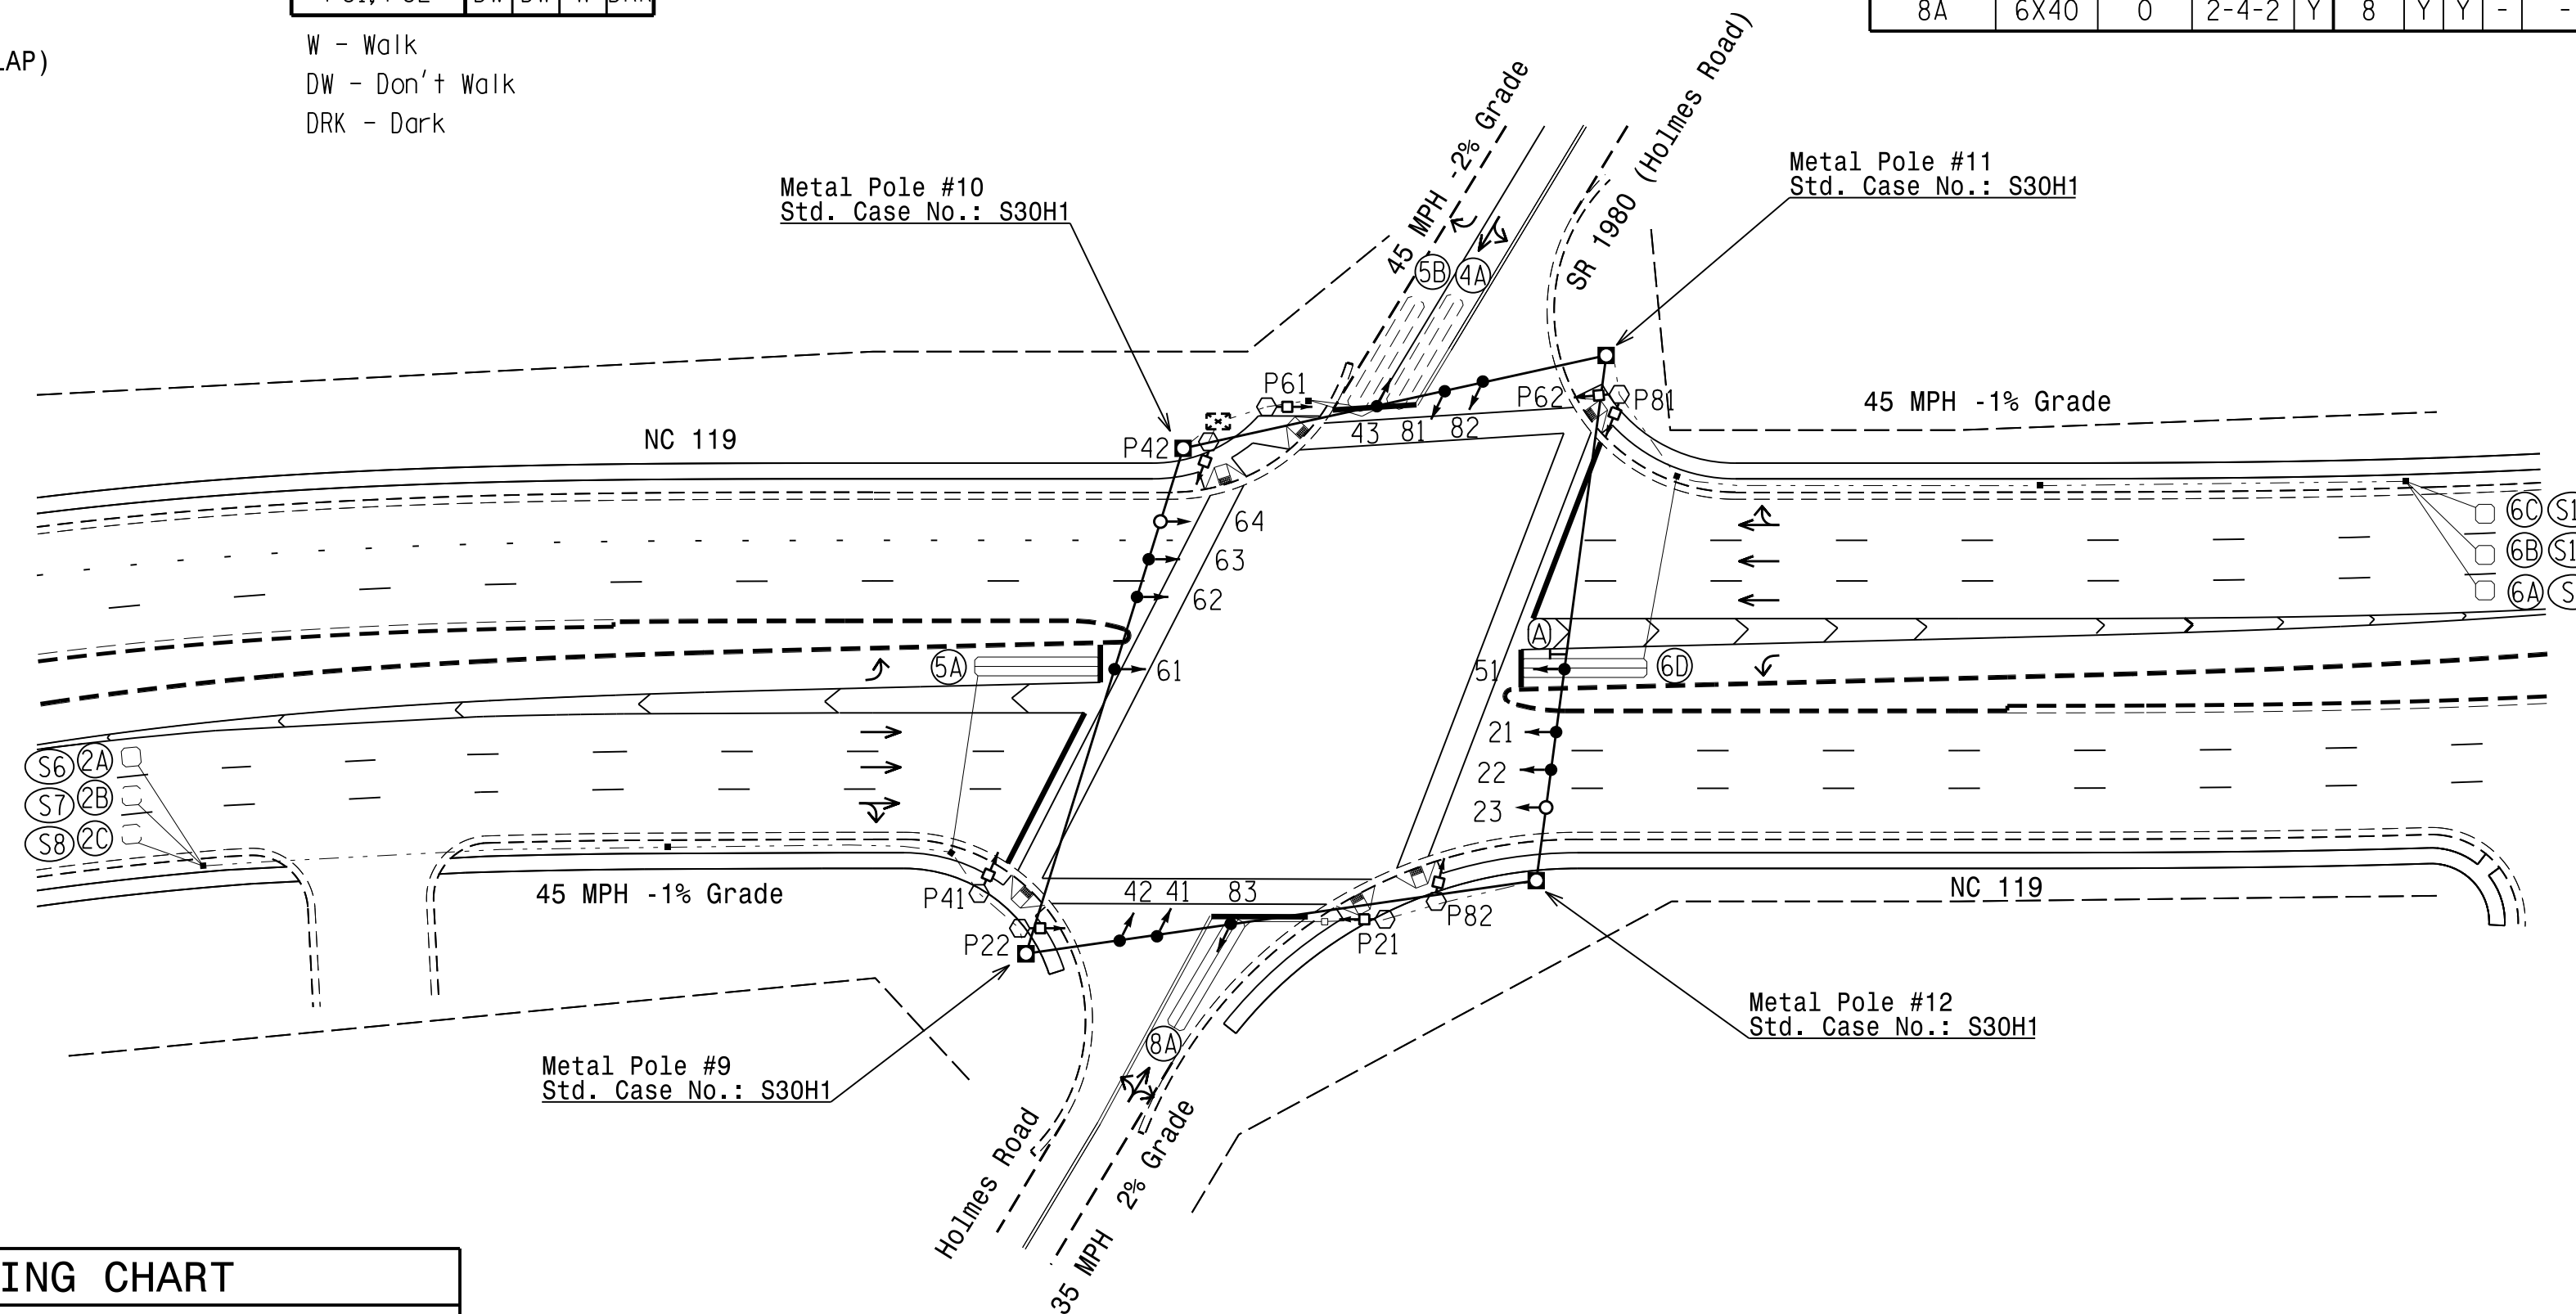 DRK
8A 6X40 0 2-4-2 Y 8 Y Y - -
LAP)
W - Walk
DW - Don't Walk
DRK - Dark
Metal Pole #10
Std. Case No.: S30H1
45 MPH -2% Grade
SR 1980 (Holmes Road)
Metal Pole #11
Std. Case No.: S30H1
5B 4A
P61
P62
P81
45 MPH -1% Grade
NC 119
P42
43 81 82
64
63
62
61
51
21
22
23
5A
A
6D
6C S1
6B S1
6A S
S6 2A
S7 2B
S8 2C
45 MPH -1% Grade
P41
42 41 83
P22
P21
P82
NC 119
8A
Metal Pole #9
Std. Case No.: S30H1
Metal Pole #12
Std. Case No.: S30H1
Holmes Road
35 MPH 2% Grade
ING CHART